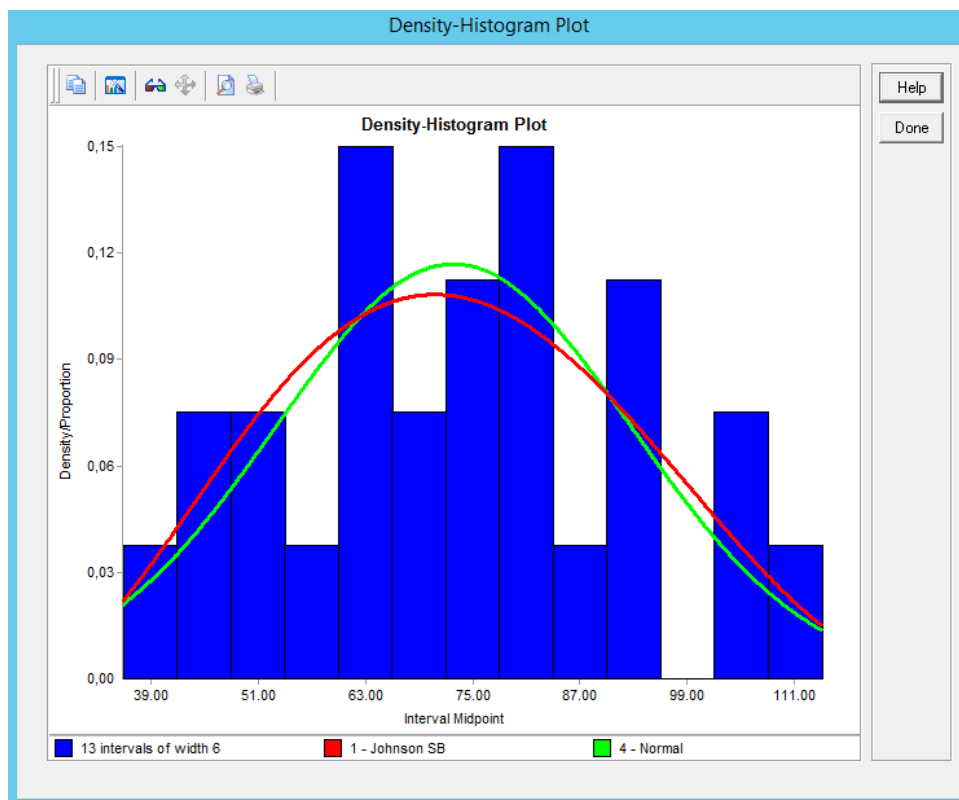 Density-Histogram Plot
Help
Done
Density-Histogram Plot
0,15
0,12
0,09
0,06
0,03
0,00
Density/Proportion
39.00 51.00 63.00 75.00 87.00 99.00 111.00
Interval Midpoint
13 intervals of width 6 1 - Johnson SB 4 - Normal